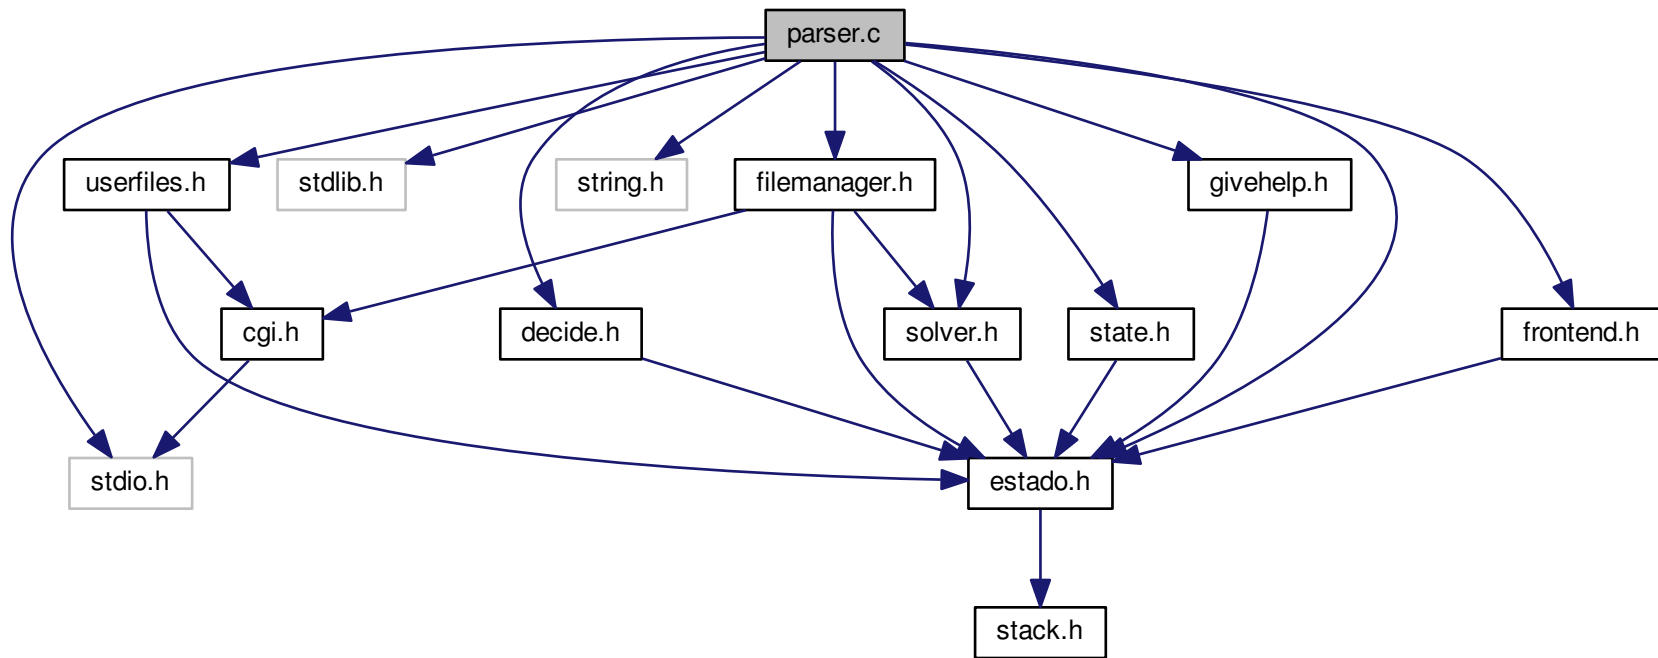 parser.c
userfiles.h
stdlib.h
string.h
filemanager.h
givehelp.h
cgi.h
decide.h
solver.h
state.h
frontend.h
stdio.h
estado.h
stack.h